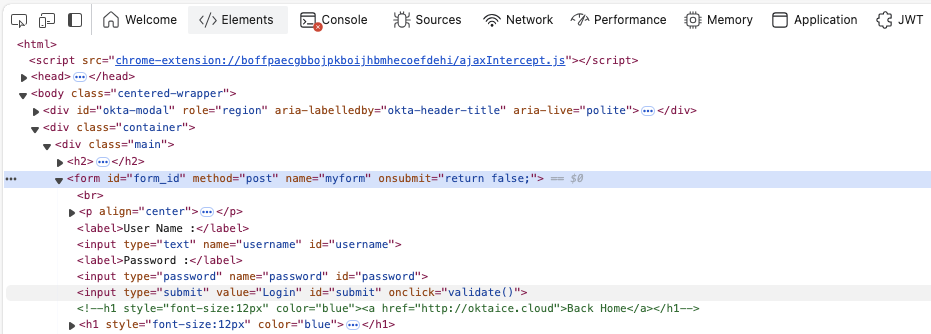 Welcome </> Elements Console Sources Network Performance Memory Application JWT
<html>
<script src="chrome-extension://boffpaecgbbojpkboijhbmhecoefdehi/ajaxIntercept.js"></script>
<head>…</head>
<body class="centered-wrapper">
<div id="okta-modal" role="region" aria-labelledby="okta-header-title" aria-live="polite">…</div>
<div class="container">
<div class="main">
<h2>…</h2>
<form id="form_id" method="post" name="myform" onsubmit="return false;"> == $0
<br>
<p align="center">…</p>
<label>User Name :</label>
<input type="text" name="username" id="username">
<label>Password :</label>
<input type="password" name="password" id="password">
<input type="submit" value="Login" id="submit" onclick="validate()">
<!--h1 style="font-size:12px" color="blue"><a href="http://oktaice.cloud">Back Home</a></h1-->
<h1 style="font-size:12px" color="blue">…</h1>